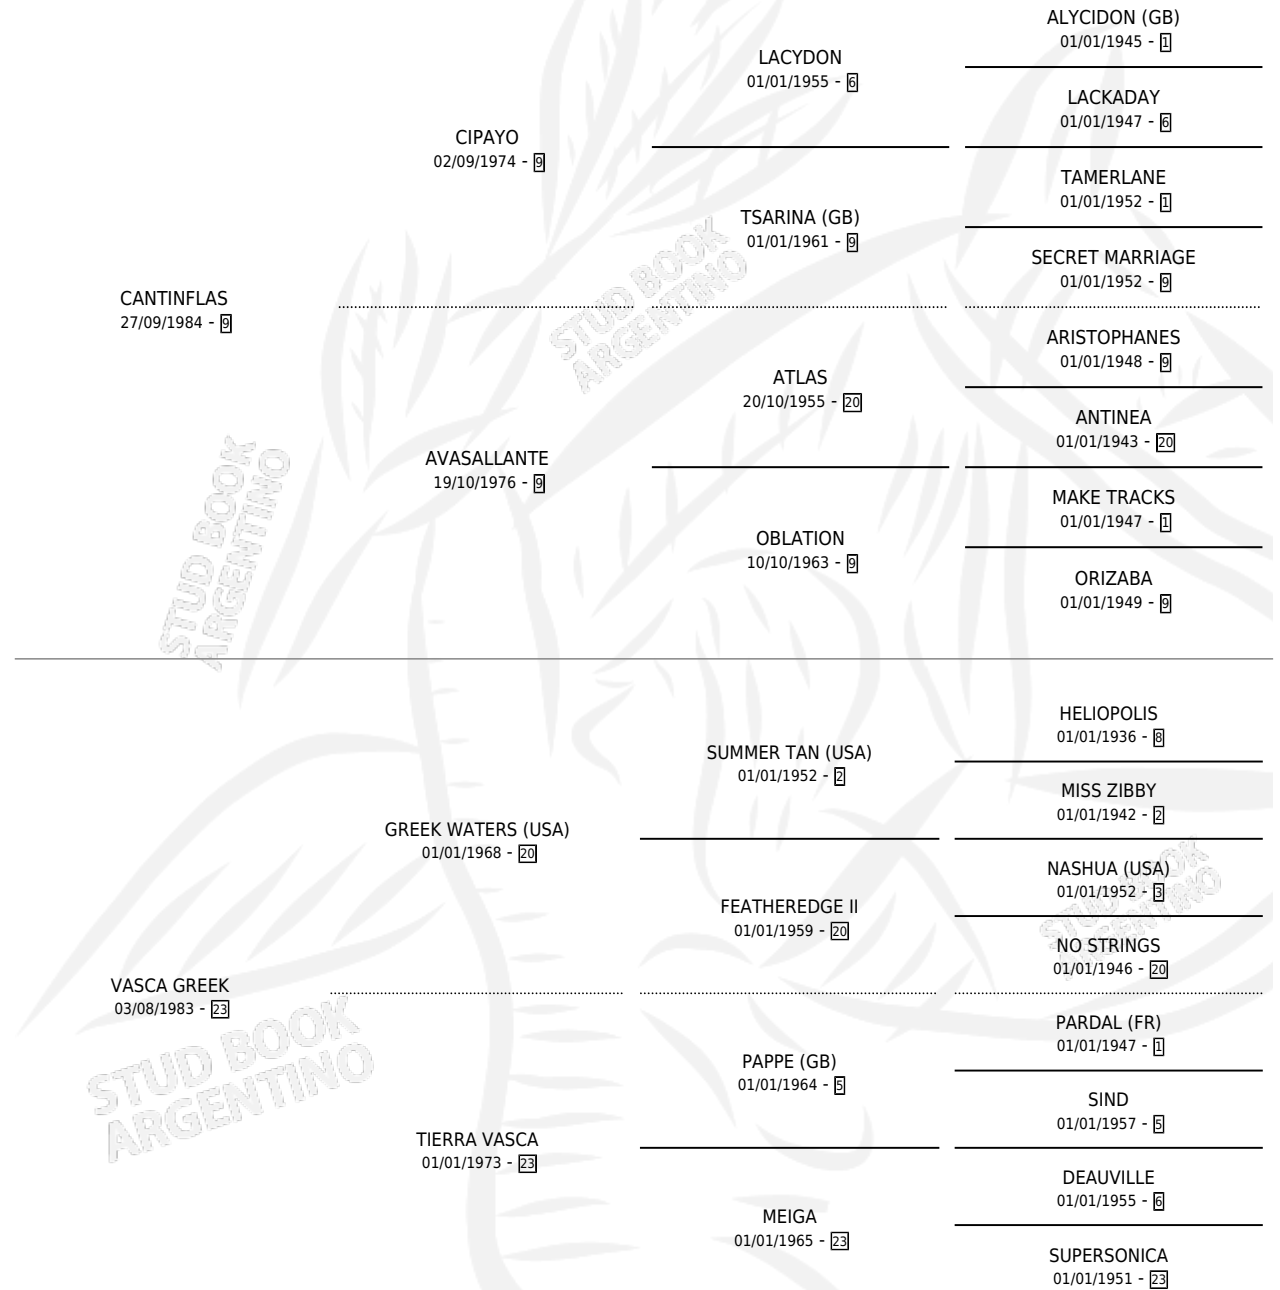 ALYCIDON (GB)
01/01/1945 - 1
LACYDON
01/01/1955 - 6
LACKADAY
01/01/1947 - 6
CIPAYO
02/09/1974 - 9
TAMERLANE
01/01/1952 - 1
TSARINA (GB)
01/01/1961 - 9
SECRET MARRIAGE
01/01/1952 - 9
CANTINFLAS
27/09/1984 - 9
STUD BOOK
ARGENTINO
ARISTOPHANES
01/01/1948 - 9
ATLAS
20/10/1955 - 20
ANTINEA
01/01/1943 - 20
AVASALLANTE
19/10/1976 - 9
MAKE TRACKS
01/01/1947 - 1
OBLATION
10/10/1963 - 9
ORIZABA
01/01/1949 - 9
STUD BOOK
ARGENTINO
HELIOPOLIS
01/01/1936 - 8
SUMMER TAN (USA)
01/01/1952 - 2
MISS ZIBBY
01/01/1942 - 2
GREEK WATERS (USA)
01/01/1968 - 20
NASHUA (USA)
01/01/1952 - 3
FEATHEREDGE II
01/01/1959 - 20
STUD BOOK
ARGENTINO
NO STRINGS
01/01/1946 - 20
VASCA GREEK
03/08/1983 - 23
STUD BOOK
ARGENTINO
PARDAL (FR)
01/01/1947 - 1
PAPPE (GB)
01/01/1964 - 5
SIND
01/01/1957 - 5
TIERRA VASCA
01/01/1973 - 23
DEAUVILLE
01/01/1955 - 6
MEIGA
01/01/1965 - 23
SUPERSONICA
01/01/1951 - 23